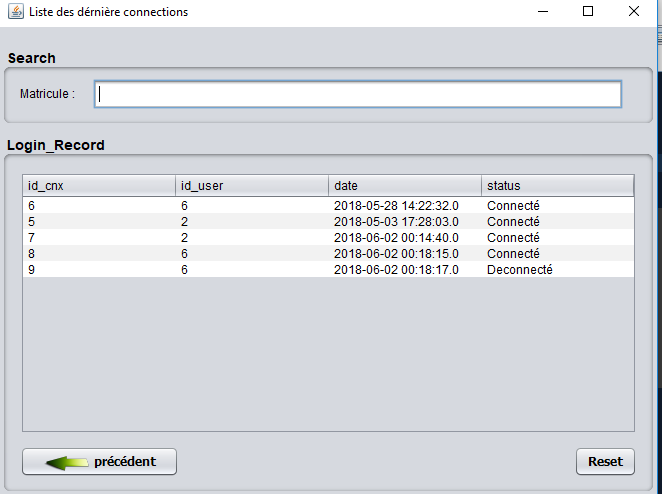 Liste des dérnière connections
Search
Matricule :
Login_Record
id_cnx id_user date status
6 6 2018-05-28 14:22:32.0 Connecté
5 2 2018-05-03 17:28:03.0 Connecté
7 2 2018-06-02 00:14:40.0 Connecté
8 6 2018-06-02 00:18:15.0 Connecté
9 6 2018-06-02 00:18:17.0 Deconnecté
précédent Reset